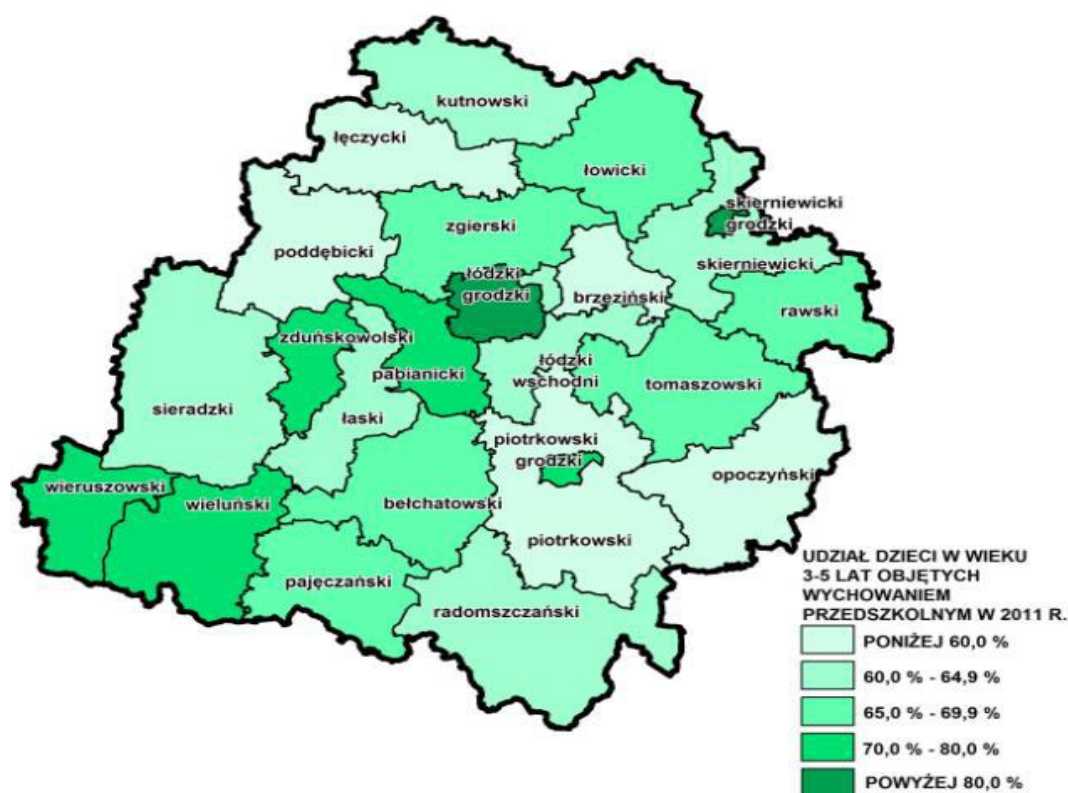 kutnowski
łęczycki
łowicki
skierniewicki
grodzki
zgierski
poddębicki
łódzki
grodzki
brzeziński
skierniewicki
rawski
zduńskowolski
pabianicki
łódzki
wschodni
tomaszowski
sieradzki
łaski
piotrkowski
grodzki
opoczyński
wieruszowski
wieluński
bełchatowski
piotrkowski
pajęczański
radomszczański
UDZIAŁ DZIECI W WIEKU
3-5 LAT OBJĘTYCH
WYCHOWANIEM
PRZEDSZKOLNYM W 2011 R.
PONIŻEJ 60,0 %
60,0 % - 64,9 %
65,0 % - 69,9 %
70,0 % - 80,0 %
POWYŻEJ 80,0 %